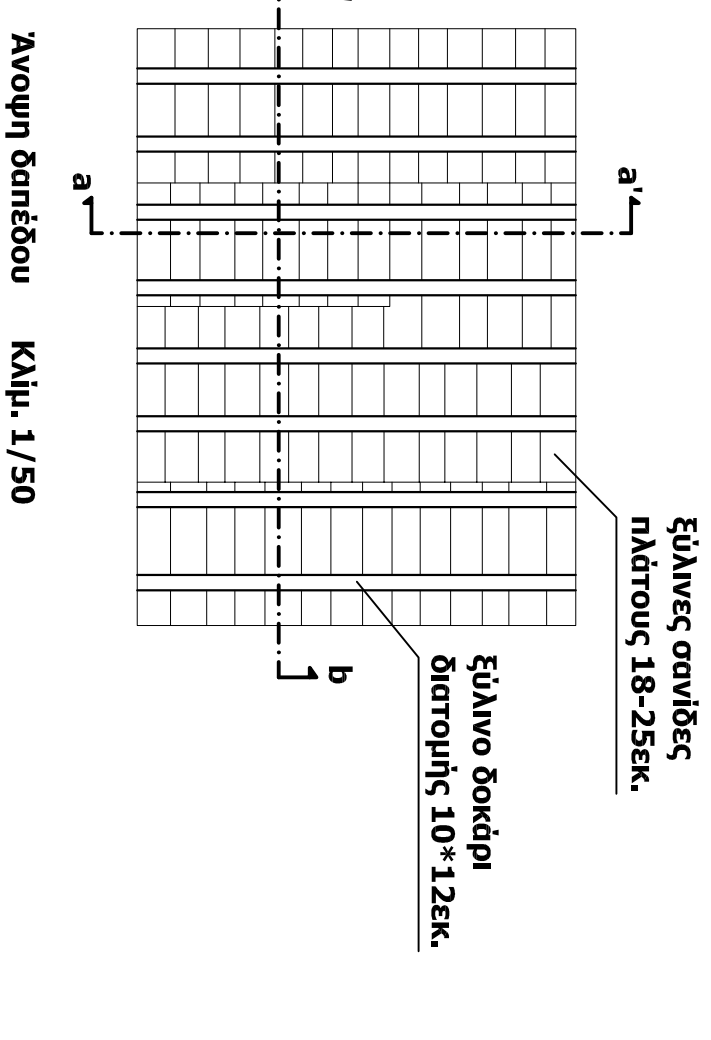 a'
a
b
ξύλινες σανίδες
πλάτους 18-25εκ.
ξύλινο δοκάρι
διατομής 10*12εκ.
Άνοψη δαπέδου Κλίμ. 1/50